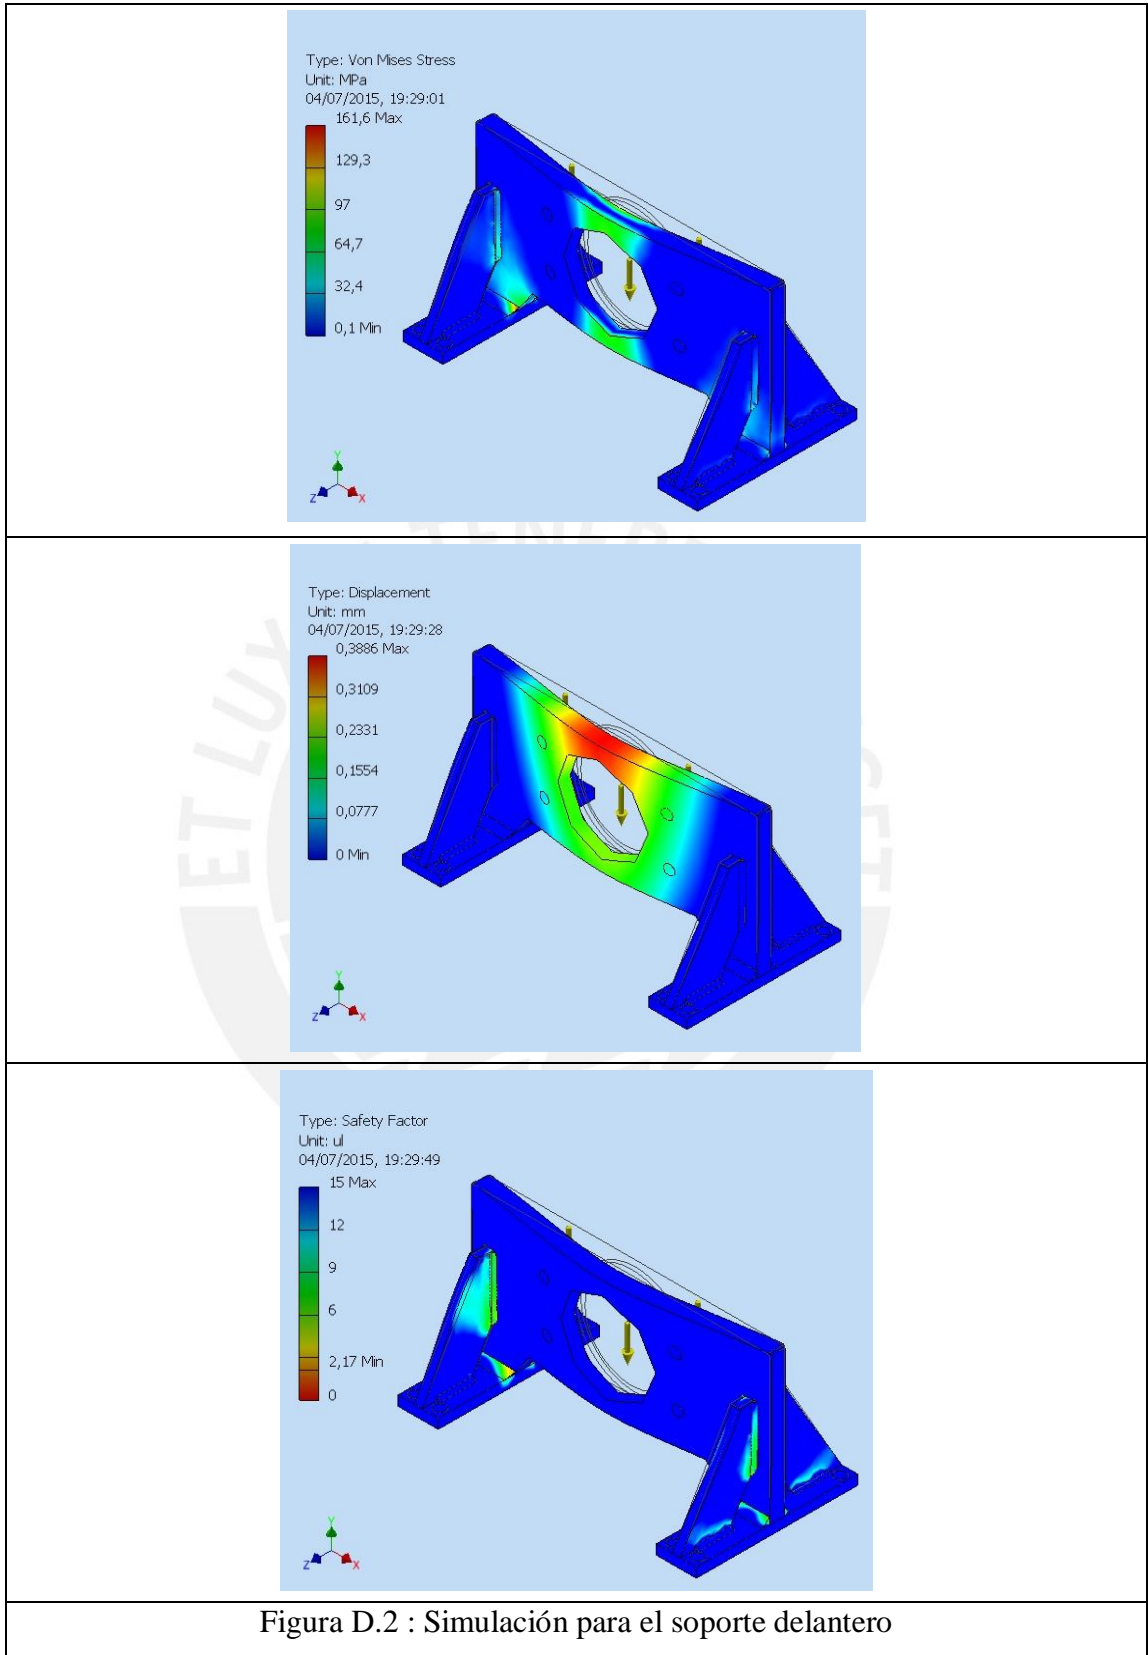 Type: Von Mises Stress
Unit: MPa
04/07/2015, 19:29:01
161,6 Max
129,3
97
64,7
32,4
0,1 Min
Y
Z
X
TENEB
Type: Displacement
Unit: mm
04/07/2015, 19:29:28
0,3886 Max
0,3109
0,2331
0,1554
0,0777
0 Min
Y
Z
X
ET LUX
Type: Safety Factor
Unit: ul
04/07/2015, 19:29:49
15 Max
12
9
6
2,17 Min
0
Y
Z
X
Figura D.2 : Simulación para el soporte delantero